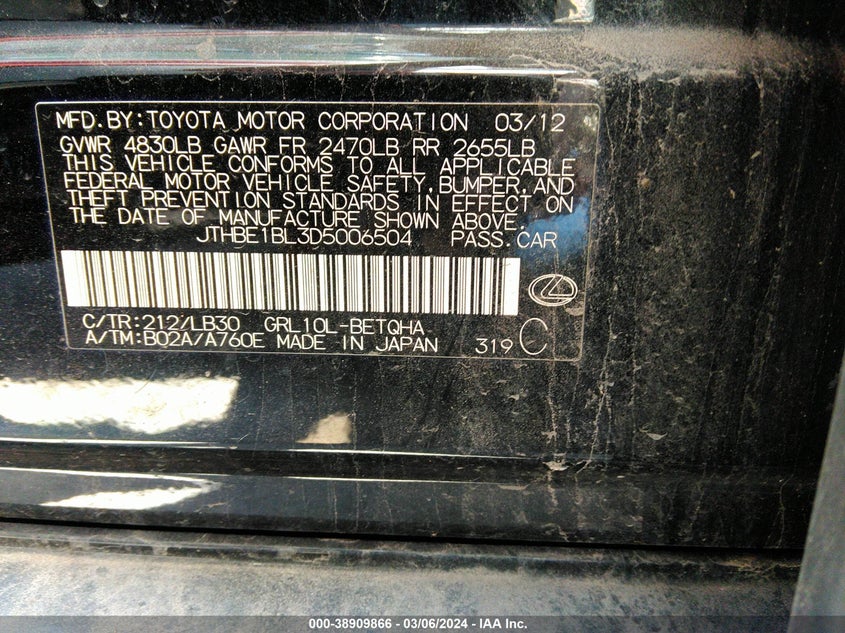 MFD.BY:TOYOTA MOTOR CORPORATION 03/12
GVWR 4830LB GAWR FR 2470LB RR 2655LB
THIS VEHICLE CONFORMS TO ALL APPLICABLE
FEDERAL MOTOR VEHICLE SAFETY, BUMPER, AND
THEFT PREVENTION STANDARDS IN EFFECT ON
THE DATE OF MANUFACTURE SHOWN ABOVE.
JTHBE1BL3D5006504 PASS.CAR
C/TR:212/LB30 GRL10L-BETQHA
A/TM:B02A/A760E MADE IN JAPAN 319 C
000-38909866 - 03/06/2024 - IAA Inc.